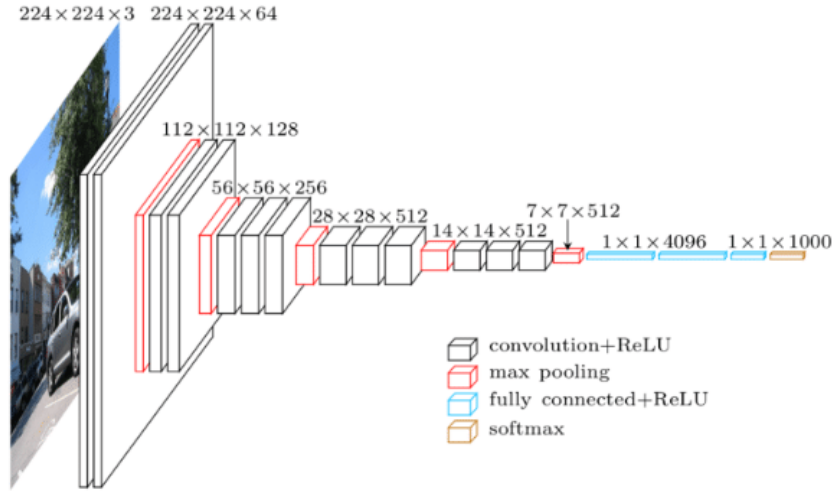 224×224×3
224×224×64
112×112×128
56×56×256
28×28×512
14×14×512
7×7×512
1×1×4096
1×1×1000
convolution+ReLU
max pooling
fully connected+ReLU
softmax